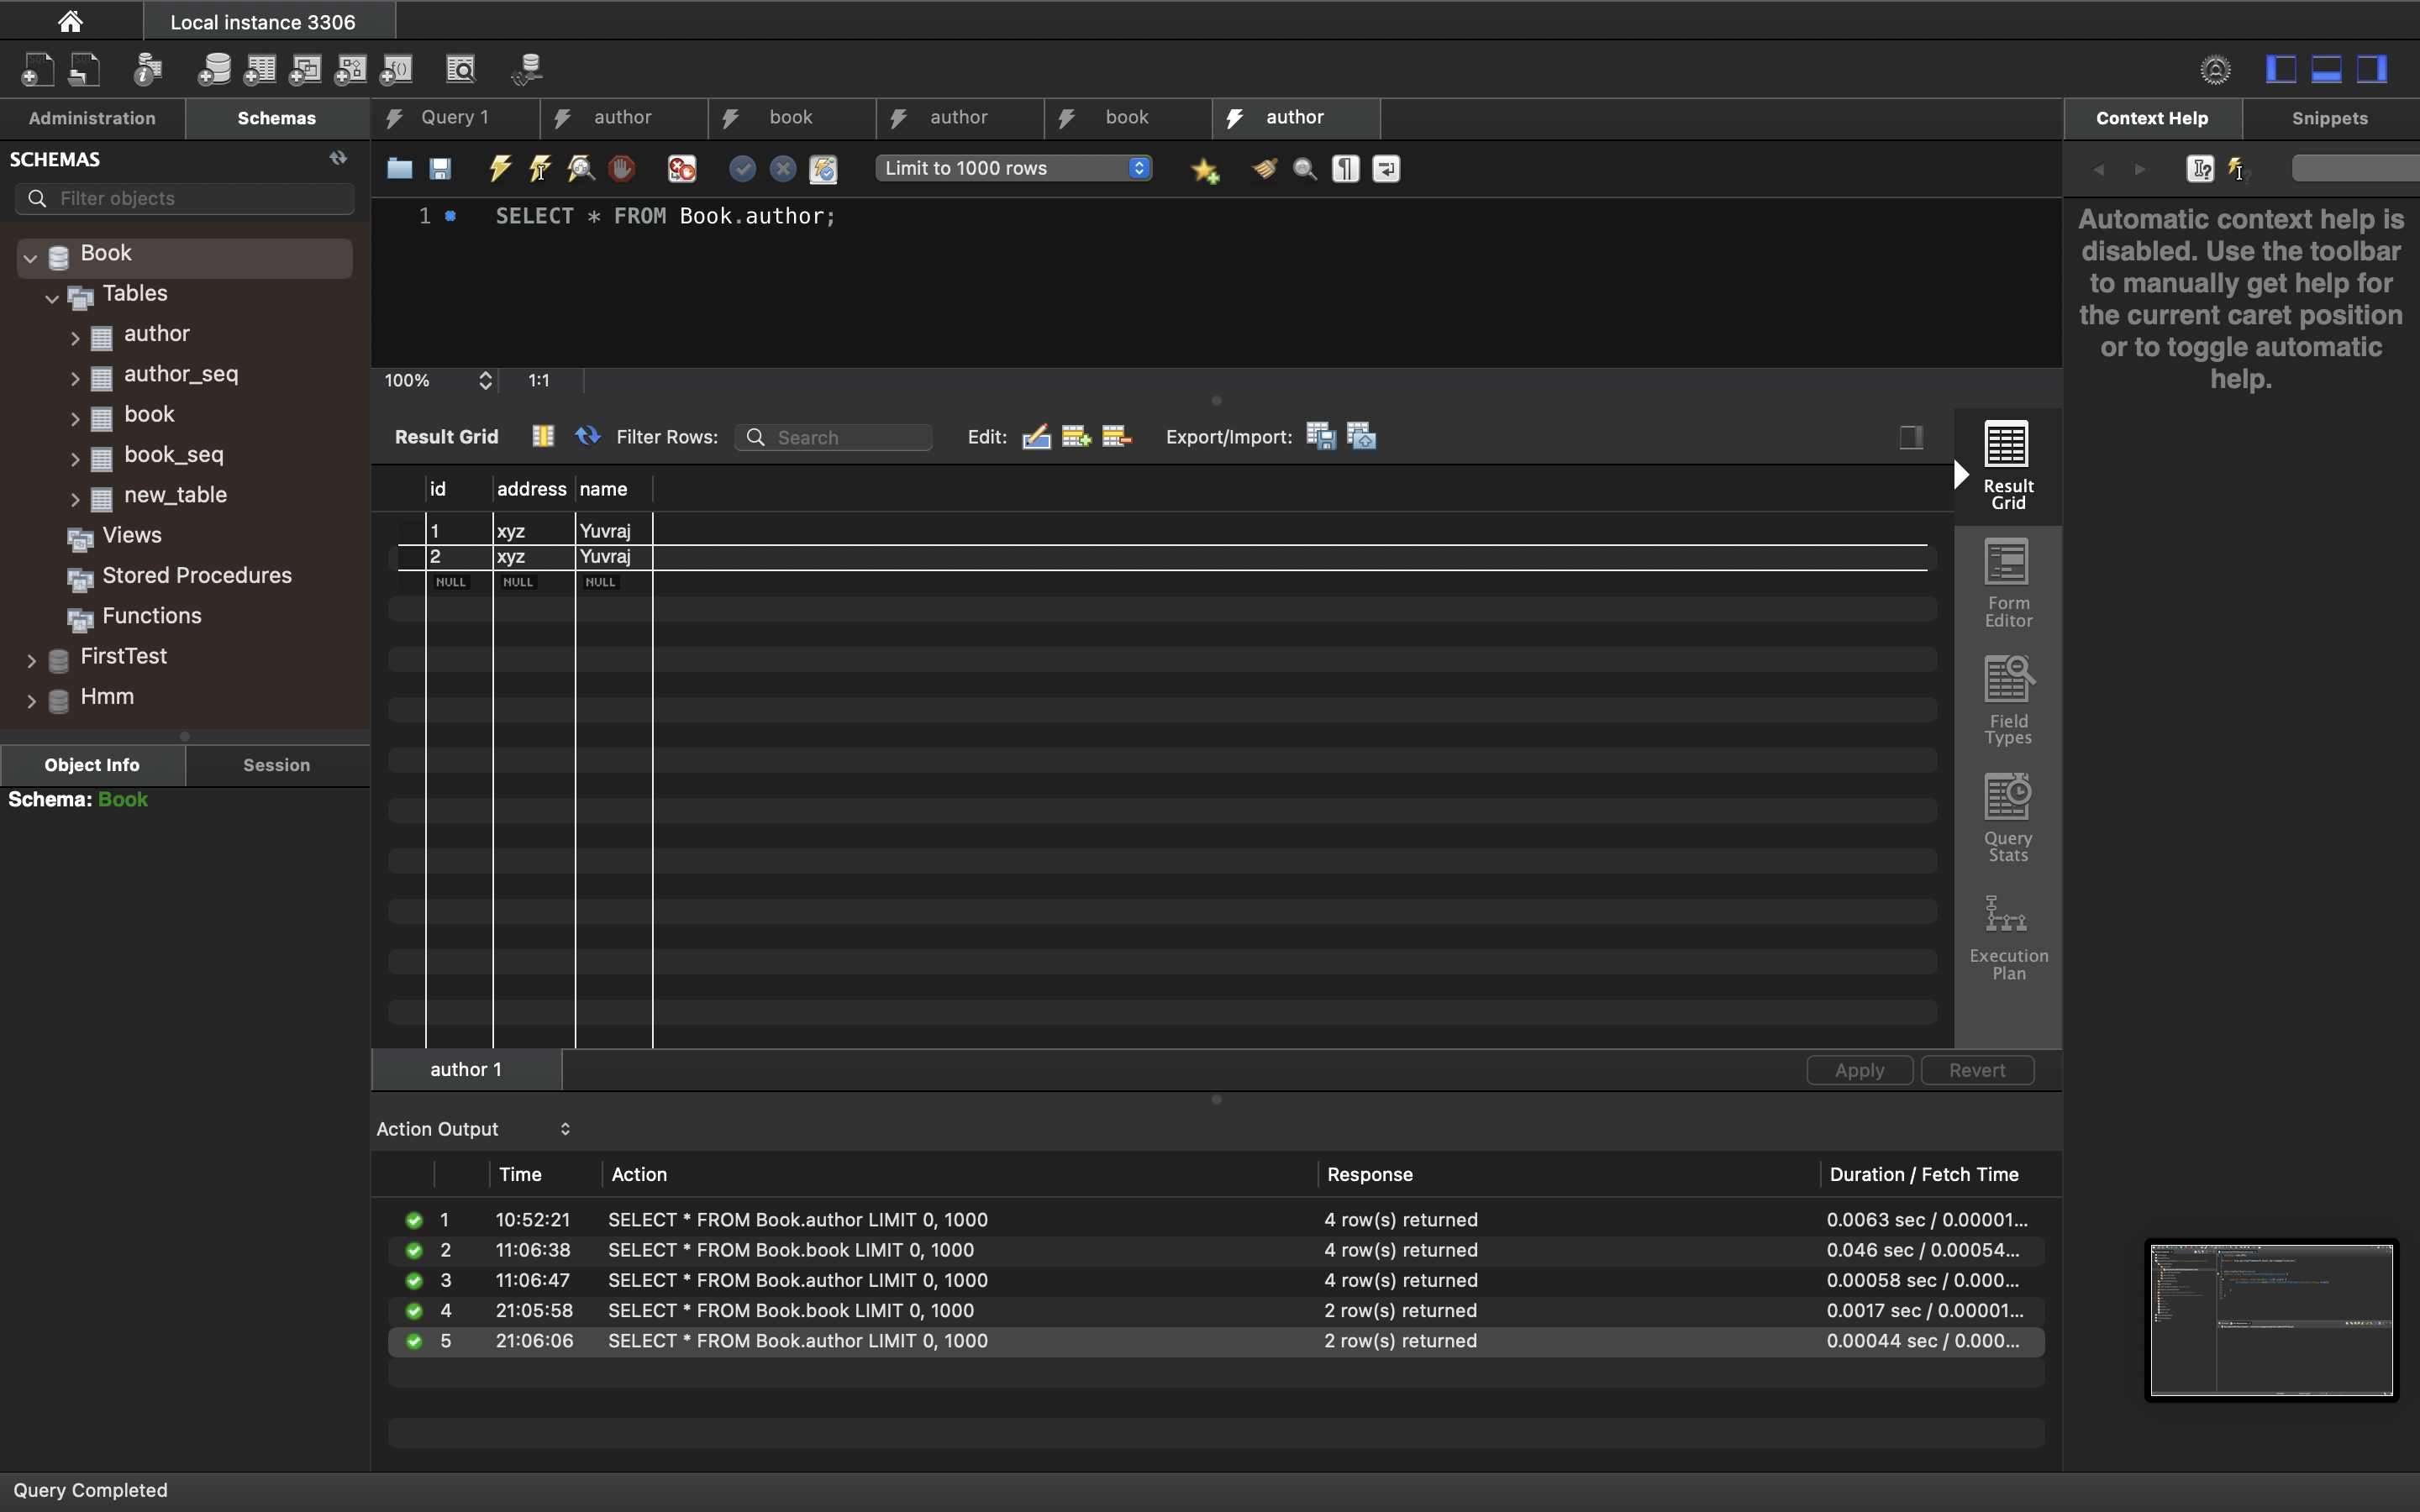 Local instance 3306
Administration
Schemas
Query 1
author
book
author
book
author
Context Help
Snippets
SCHEMAS
Filter objects
Limit to 1000 rows
1
SELECT * FROM Book.author;
Automatic context help is
disabled. Use the toolbar
to manually get help for
the current caret position
or to toggle automatic
help.
Book
Tables
author
author_seq
book
book_seq
new_table
Views
Stored Procedures
Functions
FirstTest
Hmm
100%
1:1
Result Grid
Filter Rows:
Search
Edit:
Export/Import:
id address name
1 xyz Yuvraj
2 xyz Yuvraj
NULL NULL NULL
Result
Grid
Form
Editor
Field
Types
Query
Stats
Execution
Plan
Object Info
Session
Schema: Book
author 1
Apply
Revert
Action Output
Time Action Response Duration / Fetch Time
1 10:52:21 SELECT * FROM Book.author LIMIT 0, 1000 4 row(s) returned 0.0063 sec / 0.00001...
2 11:06:38 SELECT * FROM Book.book LIMIT 0, 1000 4 row(s) returned 0.046 sec / 0.00054...
3 11:06:47 SELECT * FROM Book.author LIMIT 0, 1000 4 row(s) returned 0.00058 sec / 0.000...
4 21:05:58 SELECT * FROM Book.book LIMIT 0, 1000 2 row(s) returned 0.0017 sec / 0.00001...
5 21:06:06 SELECT * FROM Book.author LIMIT 0, 1000 2 row(s) returned 0.00044 sec / 0.000...
Query Completed